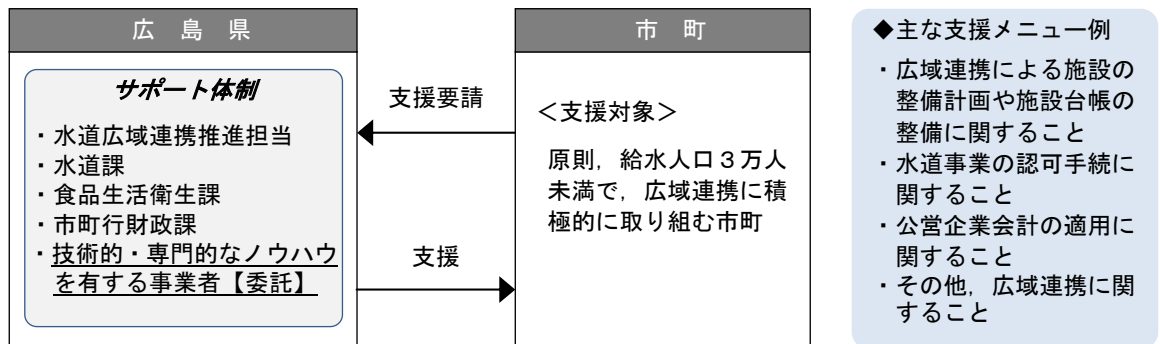 広島県
サポート体制
・水道広域連携推進担当
・水道課
・食品生活衛生課
・市町行財政課
・技術的・専門的なノウハウ
を有する事業者【委託】
支援要請
支援
市町
＜支援対象＞
原則，給水人口３万人
未満で，広域連携に積
極的に取り組む市町
◆主な支援メニュー例
・広域連携による施設の
整備計画や施設台帳の
整備に関すること
・水道事業の認可手続に
関すること
・公営企業会計の適用に
関すること
・その他，広域連携に関
すること